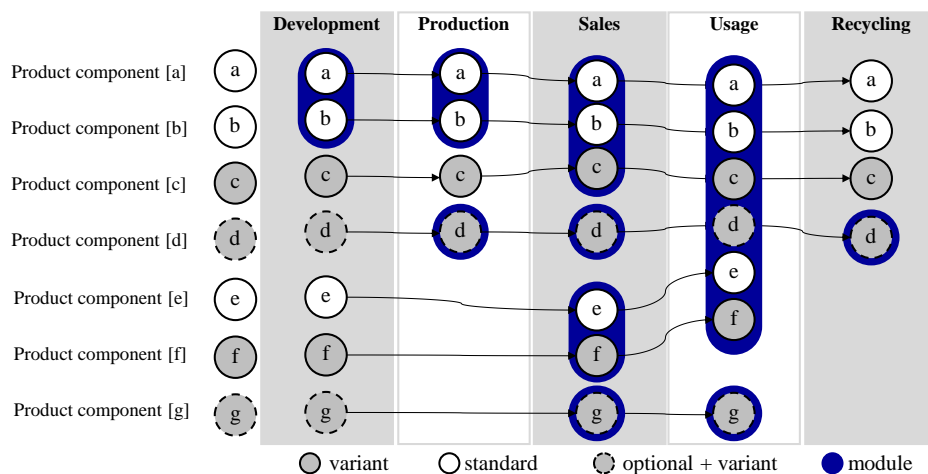 Development Production Sales Usage Recycling
Product component [a] a a a a a a
Product component [b] b b b b b b
Product component [c] c c c c c c
Product component [d] d d d d d d
Product component [e] e e e e
Product component [f] f f f f
Product component [g] g g g g
variant standard optional + variant module